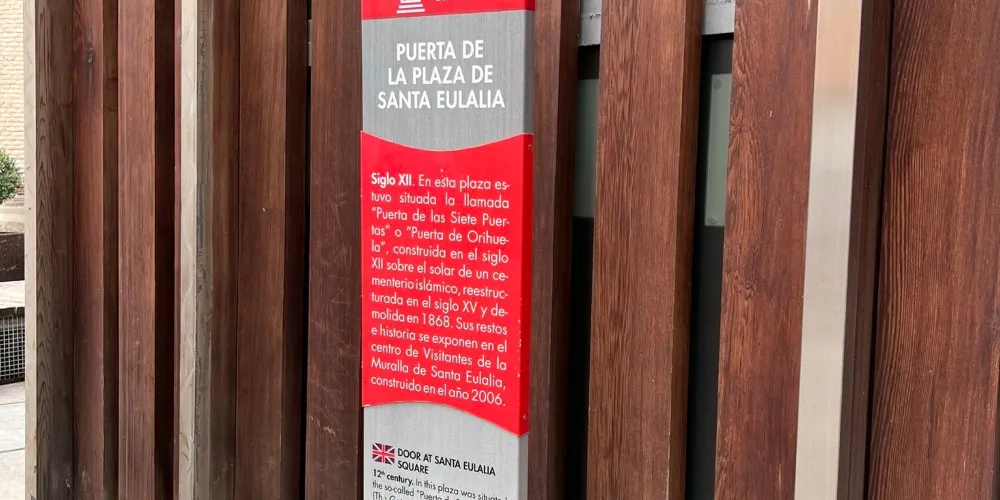 PUERTA DE
LA PLAZA DE
SANTA EULALIA
Siglo XII. En esta plaza es-
tuvo situada la llamada
"Puerta de las Siete Puer-
tas" o "Puerta de Orihue-
la", construida en el siglo
XII sobre el solar de un ce-
menterio islámico, reestruc-
turada en el siglo XV y de-
molida en 1868. Sus restos
e historia se exponen en el
centro de Visitantes de la
Muralla de Santa Eulalia,
construido en el año 2006.
DOOR AT SANTA EULALIA
SQUARE
12th century. In this plaza was situated
the so-called "Puerta